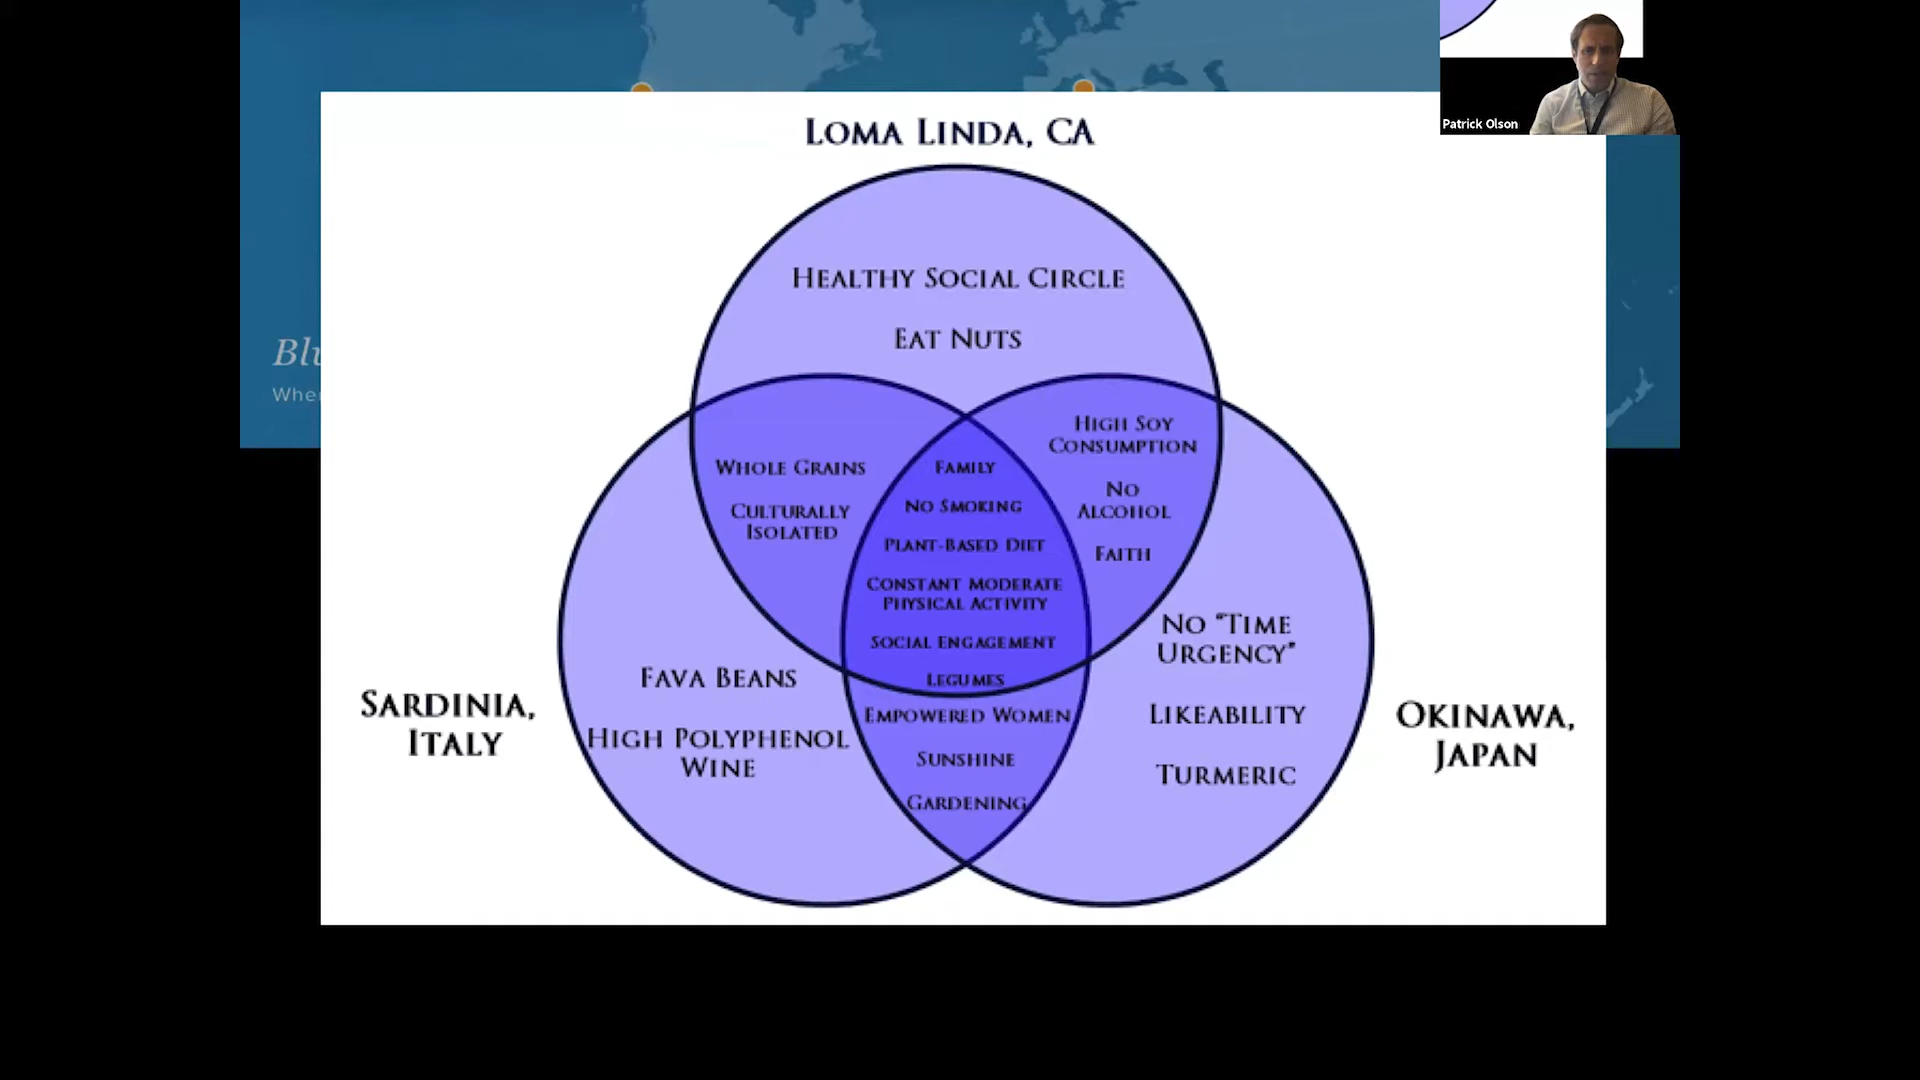 Patrick Olson
LOMA LINDA, CA
HEALTHY SOCIAL CIRCLE
EAT NUTS
WHOLE GRAINS
CULTURALLY
ISOLATED
FAMILY
NO SMOKING
PLANT-BASED DIET
CONSTANT MODERATE
PHYSICAL ACTIVITY
SOCIAL ENGAGEMENT
LEGUMES
HIGH SOY
CONSUMPTION
NO
ALCOHOL
FAITH
SARDINIA,
ITALY
FAVA BEANS
HIGH POLYPHENOL
WINE
EMPOWERED WOMEN
SUNSHINE
GARDENING
NO "TIME
URGENCY"
LIKEABILITY
TURMERIC
OKINAWA,
JAPAN